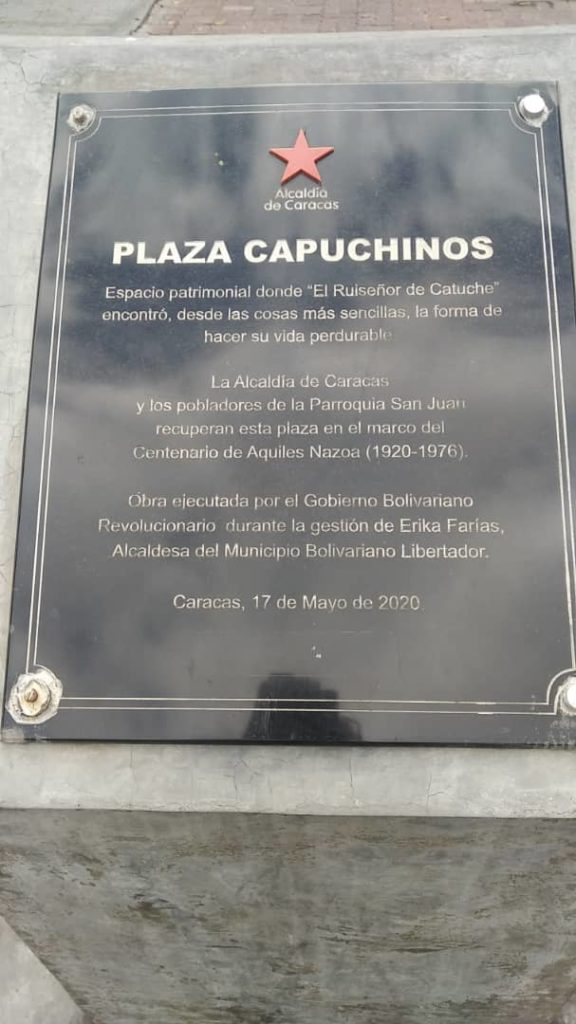 Alcaldía
de Caracas
PLAZA CAPUCHINOS
Espacio patrimonial donde "El Ruiseñor de Catuche"
encontró, desde las cosas más sencillas, la forma de
hacer su vida perdurable.
La Alcaldía de Caracas
y los pobladores de la Parroquia San Juan
recuperan esta plaza en el marco del
Centenario de Aquiles Nazoa (1920-1976).
Obra ejecutada por el Gobierno Bolivariano
Revolucionario durante la gestión de Erika Farías,
Alcaldesa del Municipio Bolivariano Libertador.
Caracas, 17 de Mayo de 2020.